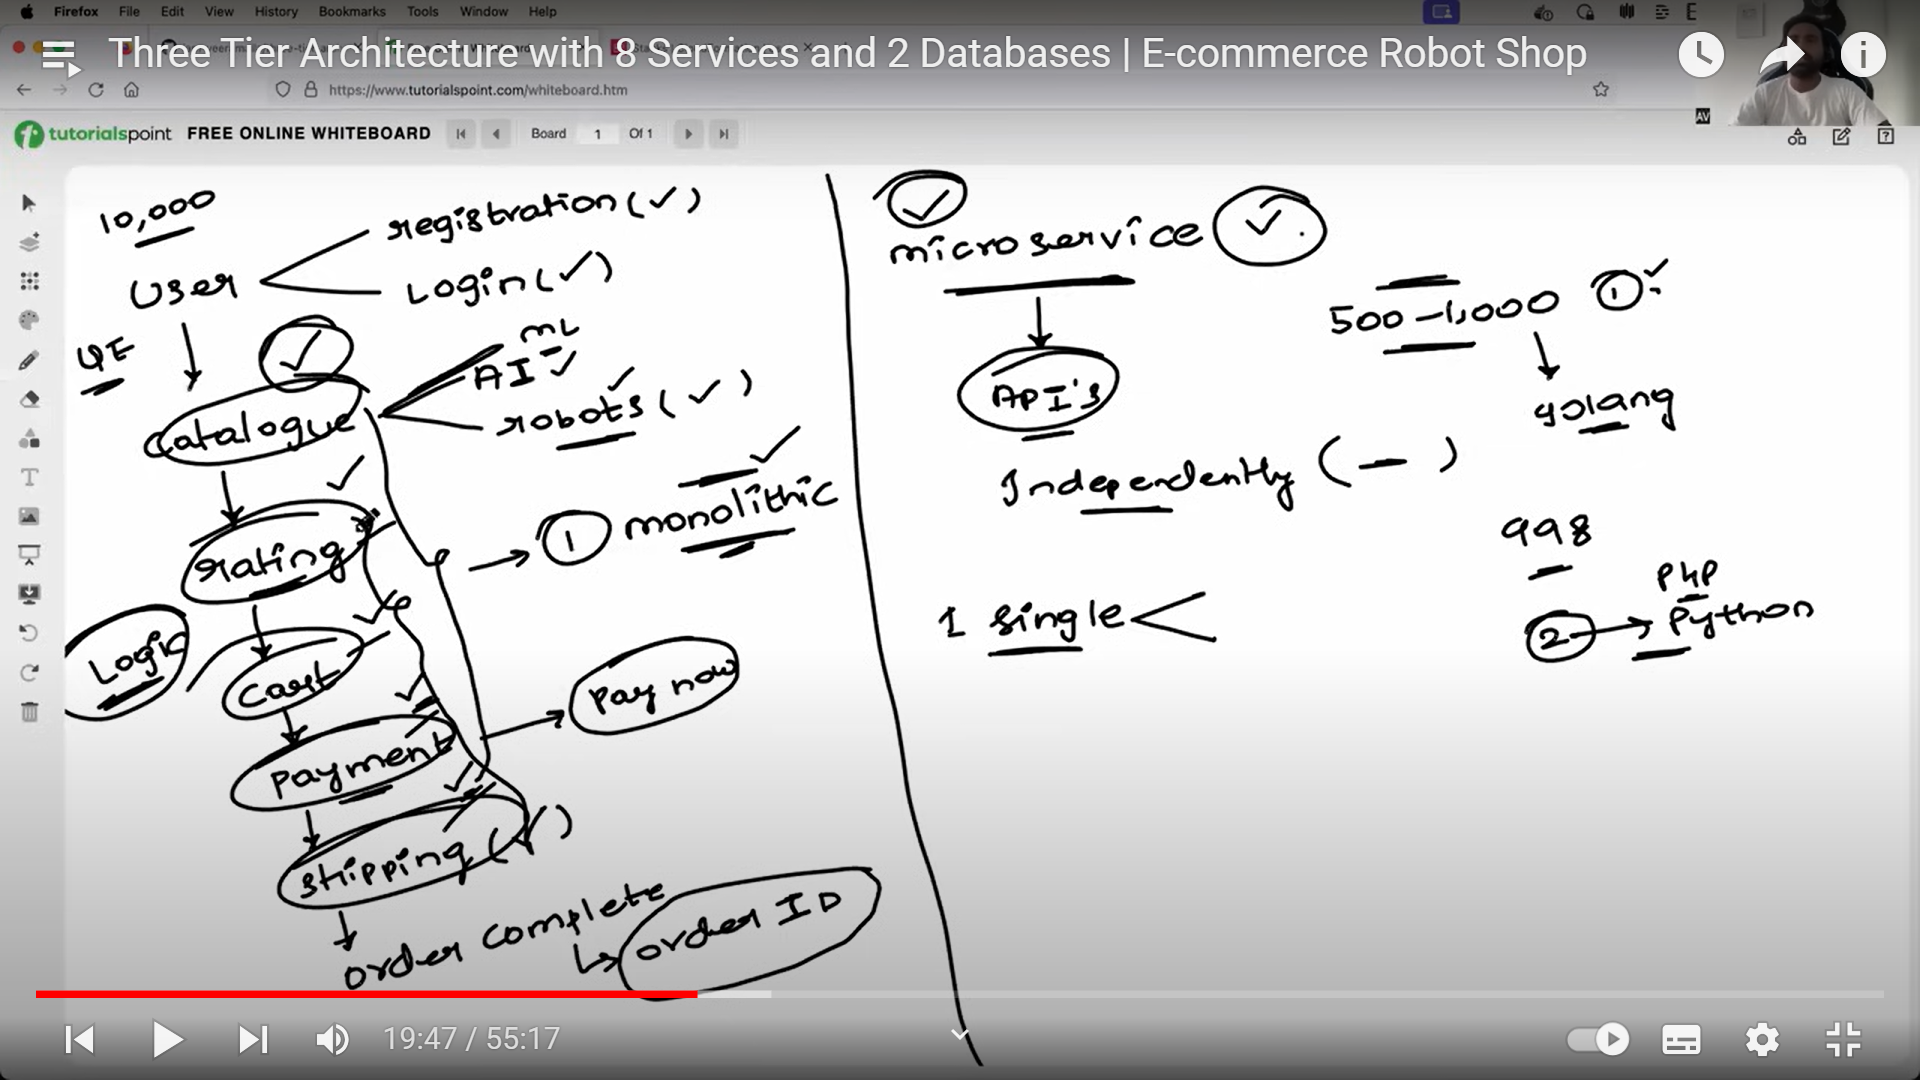 Firefox File Edit View History Bookmarks Tools Window Help
Three Tier Architecture with 8 Services and 2 Databases | E-commerce Robot Shop
https://www.tutorialspoint.com/whiteboard.htm
AV
tutorialspoint FREE ONLINE WHITEBOARD Board 1 Of 1
10,000
User
registration (✓)
Login (✓)
UI
catalogue
AI ✓
ML
robots (✓)
rating
① monolithic
Logic
cart
Pay now
payment
shipping (✓)
order complete
order ID
microservice
API's
Independently ( — )
1 single
500 – 1,000 ①
golang
998
PHP
② → Python
19:47 / 55:17